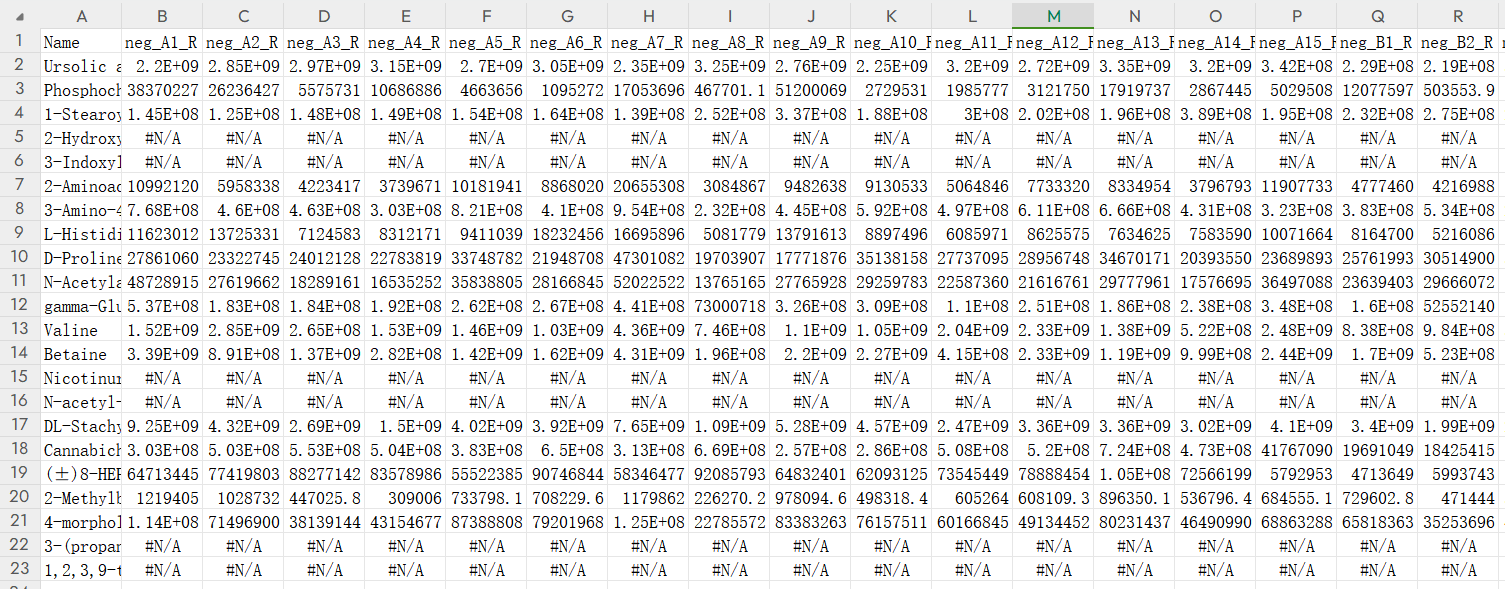 A B C D E F G H I J K L M N O P Q R
1 Name neg_A1_R neg_A2_R neg_A3_R neg_A4_R neg_A5_R neg_A6_R neg_A7_R neg_A8_R neg_A9_R neg_A10_R neg_A11_R neg_A12_R neg_A13_R neg_A14_R neg_A15_R neg_B1_R neg_B2_R
2 Ursolic a 2.2E+09 2.85E+09 2.97E+09 3.15E+09 2.7E+09 3.05E+09 2.35E+09 3.25E+09 2.76E+09 2.25E+09 3.2E+09 2.72E+09 3.35E+09 3.2E+09 3.42E+08 2.29E+08 2.19E+08
3 Phosphoch 38370227 26236427 5575731 10686886 4663656 1095272 17053696 467701.1 51200069 2729531 1985777 3121750 17919737 2867445 5029508 12077597 503553.9
4 1-Stearoy 1.45E+08 1.25E+08 1.48E+08 1.49E+08 1.54E+08 1.64E+08 1.39E+08 2.52E+08 3.37E+08 1.88E+08 3E+08 2.02E+08 1.96E+08 3.89E+08 1.95E+08 2.32E+08 2.75E+08
5 2-Hydroxy #N/A #N/A #N/A #N/A #N/A #N/A #N/A #N/A #N/A #N/A #N/A #N/A #N/A #N/A #N/A #N/A #N/A
6 3-Indoxyl #N/A #N/A #N/A #N/A #N/A #N/A #N/A #N/A #N/A #N/A #N/A #N/A #N/A #N/A #N/A #N/A #N/A
7 2-Aminoad 10992120 5958338 4223417 3739671 10181941 8868020 20655308 3084867 9482638 9130533 5064846 7733320 8334954 3796793 11907733 4777460 4216988
8 3-Amino-4 7.68E+08 4.6E+08 4.63E+08 3.03E+08 8.21E+08 4.1E+08 9.54E+08 2.32E+08 4.45E+08 5.92E+08 4.97E+08 6.11E+08 6.66E+08 4.31E+08 3.23E+08 3.83E+08 5.34E+08
9 L-Histidi 11623012 13725331 7124583 8312171 9411039 18232456 16695896 5081779 13791613 8897496 6085971 8625575 7634625 7583590 10071664 8164700 5216086
10 D-Proline 27861060 23322745 24012128 22783819 33748782 21948708 47301082 19703907 17771876 35138158 27737095 28956748 34670171 20393550 23689893 25761993 30514900
11 N-Acetyla 48728915 27619662 18289161 16535252 35838805 28166845 52022522 13765165 27765928 29259783 22587360 21616761 29777961 17576695 36497088 23639403 29666072
12 gamma-Glu 5.37E+08 1.83E+08 1.84E+08 1.92E+08 2.62E+08 2.67E+08 4.41E+08 73000718 3.26E+08 3.09E+08 1.1E+08 2.51E+08 1.86E+08 2.38E+08 3.48E+08 1.6E+08 52552140
13 Valine 1.52E+09 2.85E+09 2.65E+08 1.53E+09 1.46E+09 1.03E+09 4.36E+09 7.46E+08 1.1E+09 1.05E+09 2.04E+09 2.33E+09 1.38E+09 5.22E+08 2.48E+09 8.38E+08 9.84E+08
14 Betaine 3.39E+09 8.91E+08 1.37E+09 2.82E+08 1.42E+09 1.62E+09 4.31E+09 1.96E+08 2.2E+09 2.27E+09 4.15E+08 2.33E+09 1.19E+09 9.99E+08 2.44E+09 1.7E+09 5.23E+08
15 Nicotinur #N/A #N/A #N/A #N/A #N/A #N/A #N/A #N/A #N/A #N/A #N/A #N/A #N/A #N/A #N/A #N/A #N/A
16 N-acetyl- #N/A #N/A #N/A #N/A #N/A #N/A #N/A #N/A #N/A #N/A #N/A #N/A #N/A #N/A #N/A #N/A #N/A
17 DL-Stachy 9.25E+09 4.32E+09 2.69E+09 1.5E+09 4.02E+09 3.92E+09 7.65E+09 1.09E+09 5.28E+09 4.57E+09 2.47E+09 3.36E+09 3.36E+09 3.02E+09 4.1E+09 3.4E+09 1.99E+09
18 Cannabich 3.03E+08 5.03E+08 5.53E+08 5.04E+08 3.83E+08 6.5E+08 3.13E+08 6.69E+08 2.57E+08 2.86E+08 5.08E+08 5.2E+08 7.24E+08 4.73E+08 41767090 19691049 18425415
19 (±)8-HEP 64713445 77419803 88277142 83578986 55522385 90746844 58346477 92085793 64832401 62093125 73545449 78888454 1.05E+08 72566199 5792953 4713649 5993743
20 2-Methylb 1219405 1028732 447025.8 309006 733798.1 708229.6 1179862 226270.2 978094.6 498318.4 605264 608109.3 896350.1 536796.4 684555.1 729602.8 471444
21 4-morphol 1.14E+08 71496900 38139144 43154677 87388808 79201968 1.25E+08 22785572 83383263 76157511 60166845 49134452 80231437 46490990 68863288 65818363 35253696
22 3-(propan #N/A #N/A #N/A #N/A #N/A #N/A #N/A #N/A #N/A #N/A #N/A #N/A #N/A #N/A #N/A #N/A #N/A
23 1,2,3,9-t #N/A #N/A #N/A #N/A #N/A #N/A #N/A #N/A #N/A #N/A #N/A #N/A #N/A #N/A #N/A #N/A #N/A